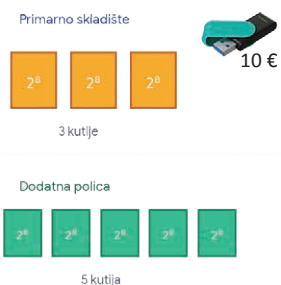 Primarno skladište
10 €
2⁸ 2⁸ 2⁸
3 kutije
Dodatna polica
2⁸ 2⁸ 2⁸ 2⁸ 2⁸
5 kutija